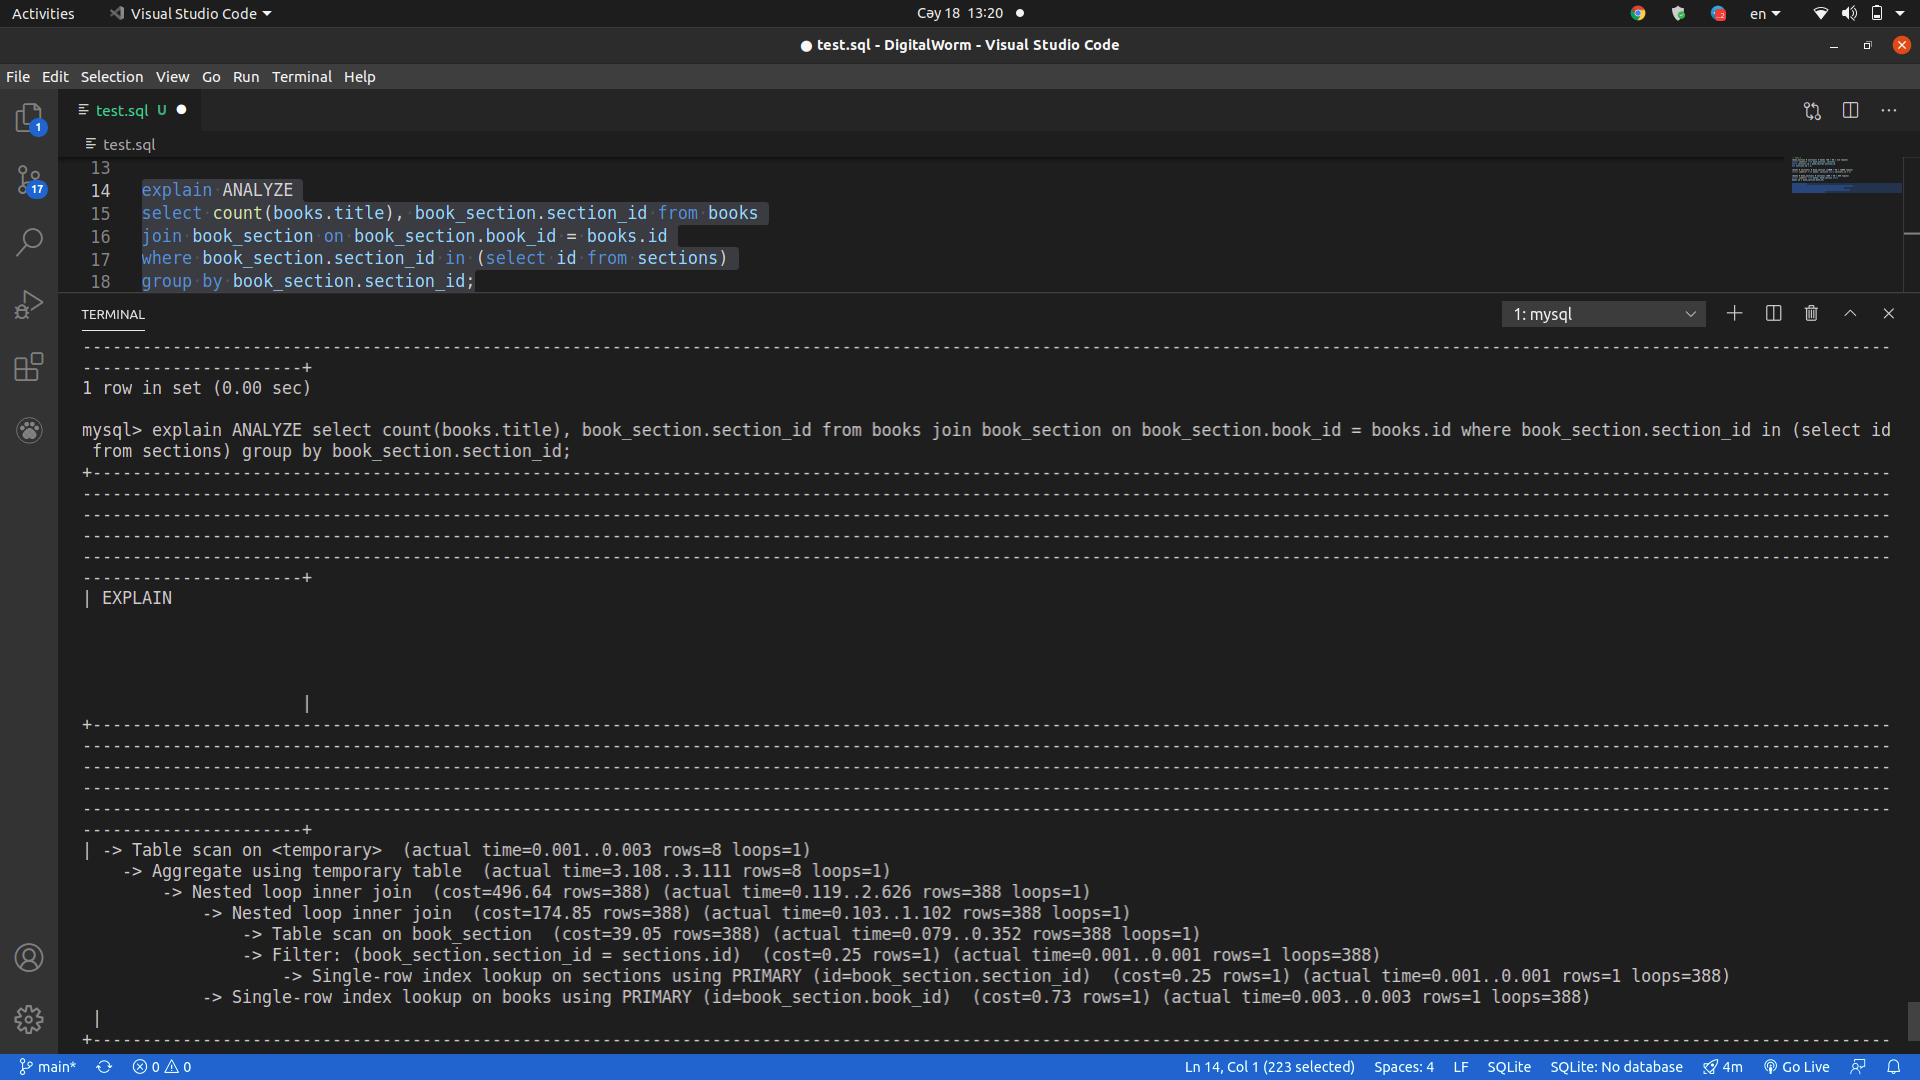 Activities Visual Studio Code Cəy 18 13:20 en
● test.sql - DigitalWorm - Visual Studio Code
File Edit Selection View Go Run Terminal Help
test.sql U
test.sql
13
14 explain ANALYZE
15 select count(books.title), book_section.section_id from books
16 join book_section on book_section.book_id = books.id
17 where book_section.section_id in (select id from sections)
18 group by book_section.section_id;
1
17
TERMINAL 1: mysql
----------------------+
1 row in set (0.00 sec)
mysql> explain ANALYZE select count(books.title), book_section.section_id from books join book_section on book_section.book_id = books.id where book_section.section_id in (select id
from sections) group by book_section.section_id;
| EXPLAIN
|
| -> Table scan on <temporary>  (actual time=0.001..0.003 rows=8 loops=1)
-> Aggregate using temporary table  (actual time=3.108..3.111 rows=8 loops=1)
-> Nested loop inner join  (cost=496.64 rows=388) (actual time=0.119..2.626 rows=388 loops=1)
-> Nested loop inner join  (cost=174.85 rows=388) (actual time=0.103..1.102 rows=388 loops=1)
-> Table scan on book_section  (cost=39.05 rows=388) (actual time=0.079..0.352 rows=388 loops=1)
-> Filter: (book_section.section_id = sections.id)  (cost=0.25 rows=1) (actual time=0.001..0.001 rows=1 loops=388)
-> Single-row index lookup on sections using PRIMARY (id=book_section.section_id)  (cost=0.25 rows=1) (actual time=0.001..0.001 rows=1 loops=388)
-> Single-row index lookup on books using PRIMARY (id=book_section.book_id)  (cost=0.73 rows=1) (actual time=0.003..0.003 rows=1 loops=388)
|
main* 0 0 Ln 14, Col 1 (223 selected) Spaces: 4 LF SQLite SQLite: No database 4m Go Live